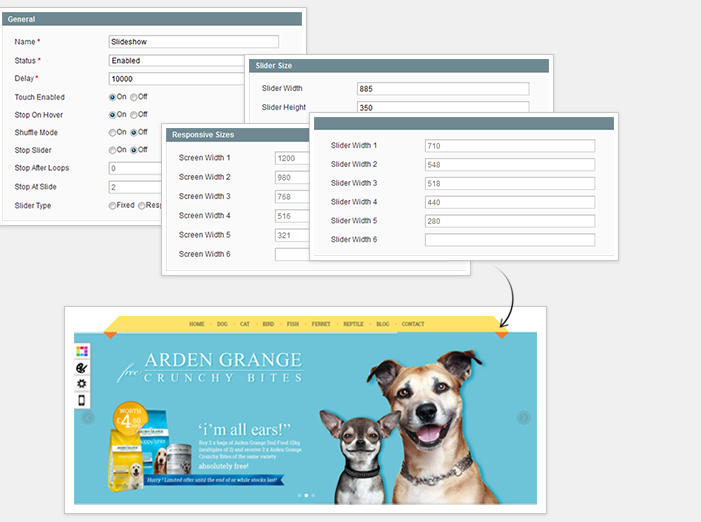 General
Name *
Slideshow
Status *
Enabled
Delay *
10000
Touch Enabled
On Off
Stop On Hover
On Off
Shuffle Mode
On Off
Stop Slider
On Off
Stop After Loops
0
Stop At Slide
2
Slider Type
Fixed Resp
Slider Size
Slider Width
885
Slider Height
350
Responsive Sizes
Screen Width 1
1200
Screen Width 2
980
Screen Width 3
768
Screen Width 4
516
Screen Width 5
321
Screen Width 6
Slider Width 1
710
Slider Width 2
548
Slider Width 3
518
Slider Width 4
440
Slider Width 5
280
Slider Width 6
HOME DOG CAT BIRD FISH FERRET REPTILE BLOG CONTACT
ARDEN GRANGE
free CRUNCHY BITES
WORTH
£4.60
'i'm all ears!"
Buy 2 x bags of Arden Grange Dog Food 12kg
(multiples of 2) and receive 2 x Arden Grange
Crunchy Bites of the same variety
absolutely free!
Hurry ! Limited offer until the end of or while stocks last!